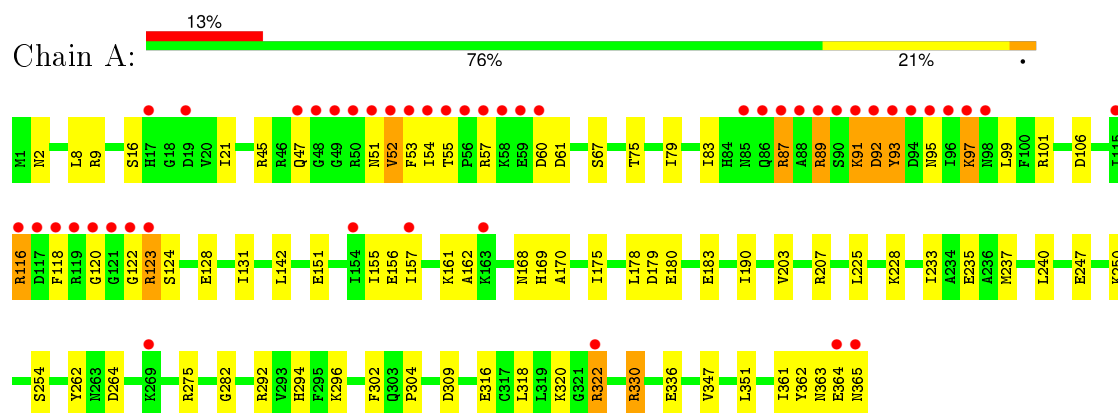 13%
Chain A:
76% 21% •
M1 N2 L8 R9 S16 H17 G18 D19 V20 I21 R45 R46 Q47 G48 G49 R50 N51 V52 F53 I54 T55 P56 R57 K58 E59 D60 D61 S67 T75 I79 I83 H84 N85 Q86 R87 A88 R89 S90 K91 D92 Y93 D94 N95 I96 K97 N98 L99 F100 R101 D106 I115
R116 D117 F118 R119 G120 G121 G122 R123 S124 E128 I131 L142 E151 I154 I155 E156 I157 K161 A162 K163 N168 H169 A170 I175 L178 D179 E180 E183 I190 V203 R207 L225 K228 I233 A234 E235 A236 M237 L240 E247 K250
S254 Y262 N263 D264 K269 R275 G282 R292 V293 H294 F295 K296 F302 Q303 P304 D309 E316 C317 L318 L319 K320 G321 R322 R330 E336 V347 L351 I361 Y362 N363 E364 N365